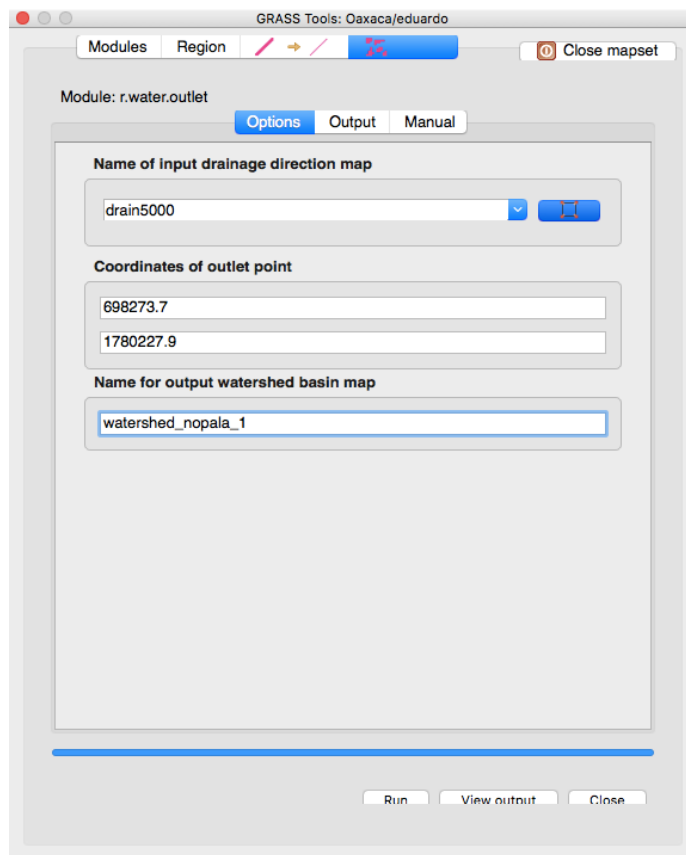 GRASS Tools: Oaxaca/eduardo
Modules Region Close mapset
Module: r.water.outlet
Options Output Manual
Name of input drainage direction map
drain5000
Coordinates of outlet point
698273.7
1780227.9
Name for output watershed basin map
watershed_nopala_1
Run View output Close